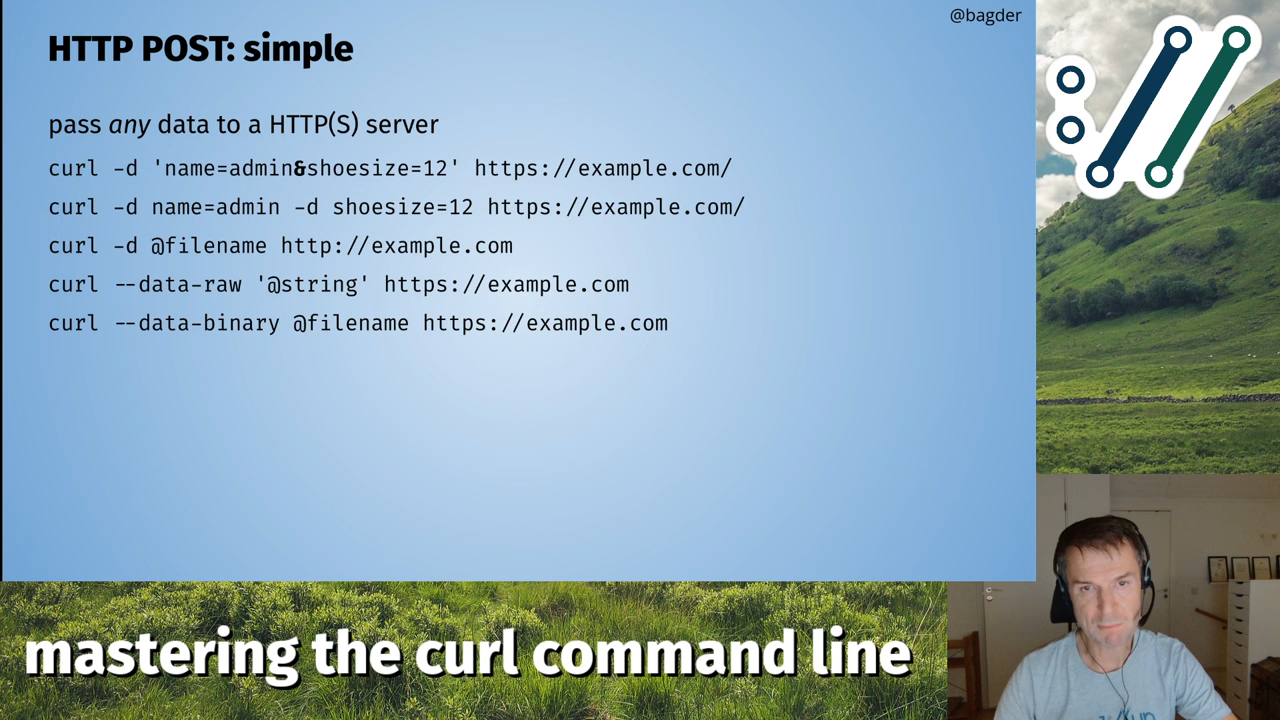 @bagder
HTTP POST: simple
pass any data to a HTTP(S) server
curl -d 'name=admin&shoesize=12' https://example.com/
curl -d name=admin -d shoesize=12 https://example.com/
curl -d @filename http://example.com
curl --data-raw '@string' https://example.com
curl --data-binary @filename https://example.com
mastering the curl command line